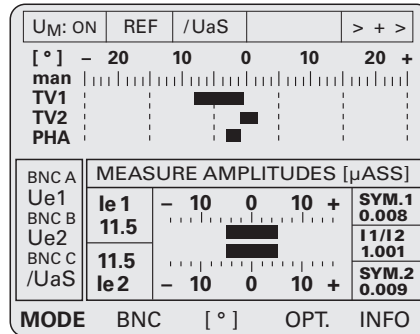 UM: ON REF /UaS > + >
[ ° ] – 20 10 0 10 20 +
man
TV1
TV2
PHA
BNC A
Ue1
BNC B
Ue2
BNC C
/UaS
MEASURE AMPLITUDES [µASS]
Ie 1
11.5
– 10 0 10 +
SYM.1
0.008
I1/I2
1.001
11.5
Ie 2
– 10 0 10 +
SYM.2
0.009
MODE BNC [ ° ] OPT. INFO